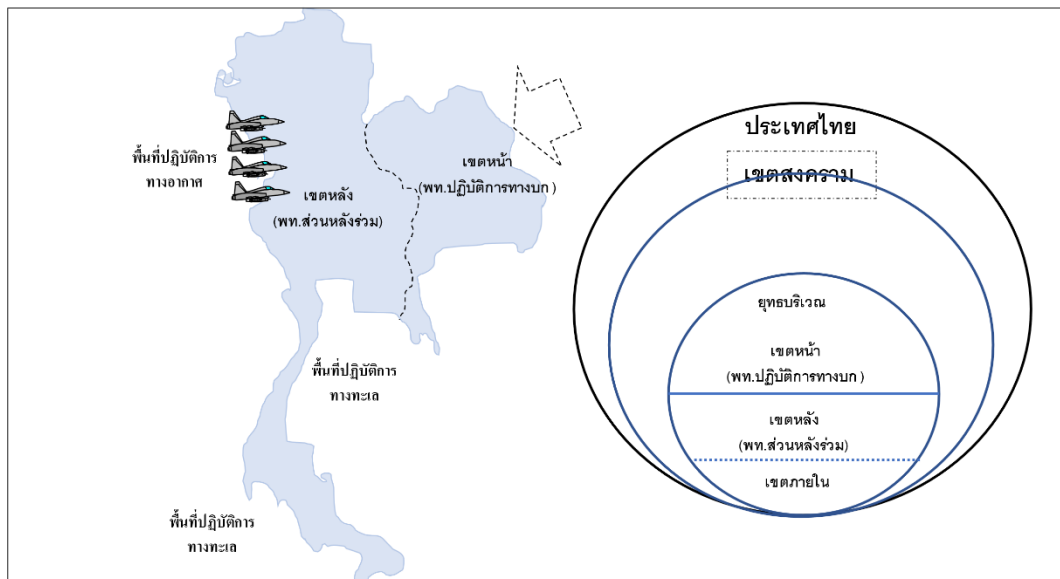 พื้นที่ปฏิบัติการ
ทางอากาศ
เขตหลัง
(พท.ส่วนหลังร่วม)
เขตหน้า
(พท.ปฏิบัติการทางบก )
พื้นที่ปฏิบัติการ
ทางทะเล
พื้นที่ปฏิบัติการ
ทางทะเล
ประเทศไทย
เขตสงคราม
ยุทธบริเวณ
เขตหน้า
(พท.ปฏิบัติการทางบก )
เขตหลัง
(พท.ส่วนหลังร่วม)
เขตภายใน